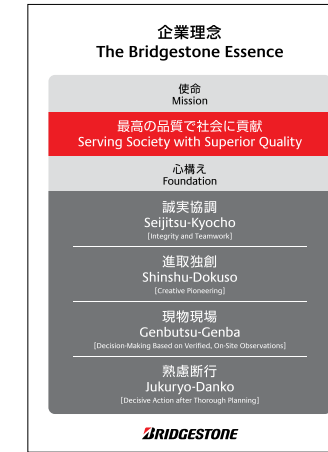 企業理念
The Bridgestone Essence
使命
Mission
最高の品質で社会に貢献
Serving Society with Superior Quality
心構え
Foundation
誠実協調
Seijitsu-Kyocho
[Integrity and Teamwork]
進取独創
Shinshu-Dokuso
[Creative Pioneering]
現物現場
Genbutsu-Genba
[Decision-Making Based on Verified, On-Site Observations]
熟慮断行
Jukuryo-Danko
[Decisive Action after Thorough Planning]
BRIDGESTONE